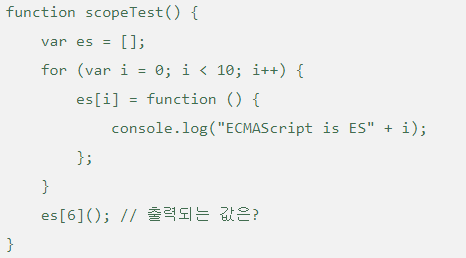 function scopeTest() {
    var es = [];
    for (var i = 0; i < 10; i++) {
        es[i] = function () {
            console.log("ECMAScript is ES" + i);
        };
    }
    es[6](); // 출력되는 값은?
}